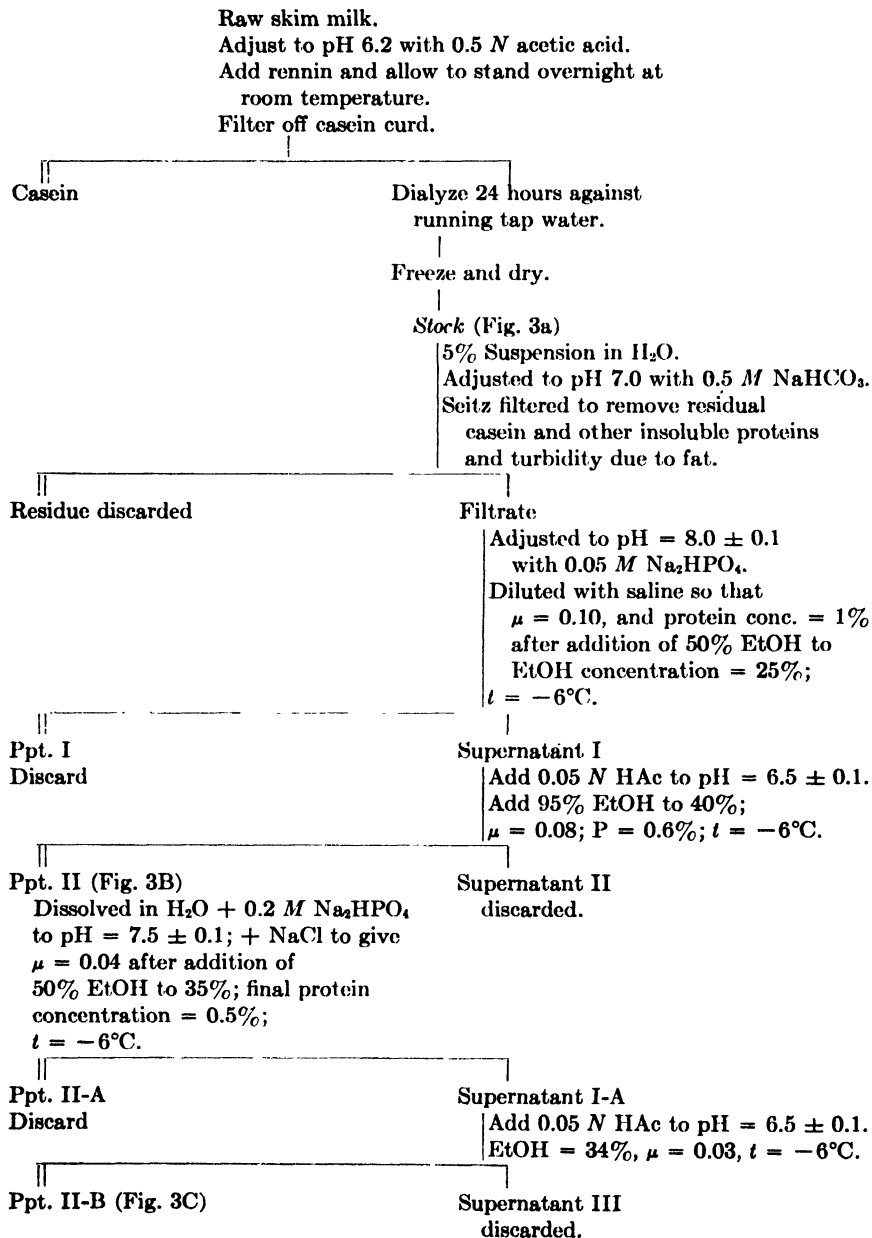 Raw skim milk.
Adjust to pH 6.2 with 0.5 N acetic acid.
Add rennin and allow to stand overnight at
room temperature.
Filter off casein curd.
Casein
Dialyze 24 hours against
running tap water.
Freeze and dry.
Stock (Fig. 3a)
5% Suspension in H₂O.
Adjusted to pH 7.0 with 0.5 M NaHCO₃.
Seitz filtered to remove residual
casein and other insoluble proteins
and turbidity due to fat.
Residue discarded
Filtrate
Adjusted to pH = 8.0 ± 0.1
with 0.05 M Na₂HPO₄.
Diluted with saline so that
μ = 0.10, and protein conc. = 1%
after addition of 50% EtOH to
EtOH concentration = 25%;
t = −6°C.
Ppt. I
Discard
Supernatant I
Add 0.05 N HAc to pH = 6.5 ± 0.1.
Add 95% EtOH to 40%;
μ = 0.08; P = 0.6%; t = −6°C.
Ppt. II (Fig. 3B)
Dissolved in H₂O + 0.2 M Na₂HPO₄
to pH = 7.5 ± 0.1; + NaCl to give
μ = 0.04 after addition of
50% EtOH to 35%; final protein
concentration = 0.5%;
t = −6°C.
Supernatant II
discarded.
Ppt. II-A
Discard
Supernatant I-A
Add 0.05 N HAc to pH = 6.5 ± 0.1.
EtOH = 34%, μ = 0.03, t = −6°C.
Ppt. II-B (Fig. 3C)
Supernatant III
discarded.